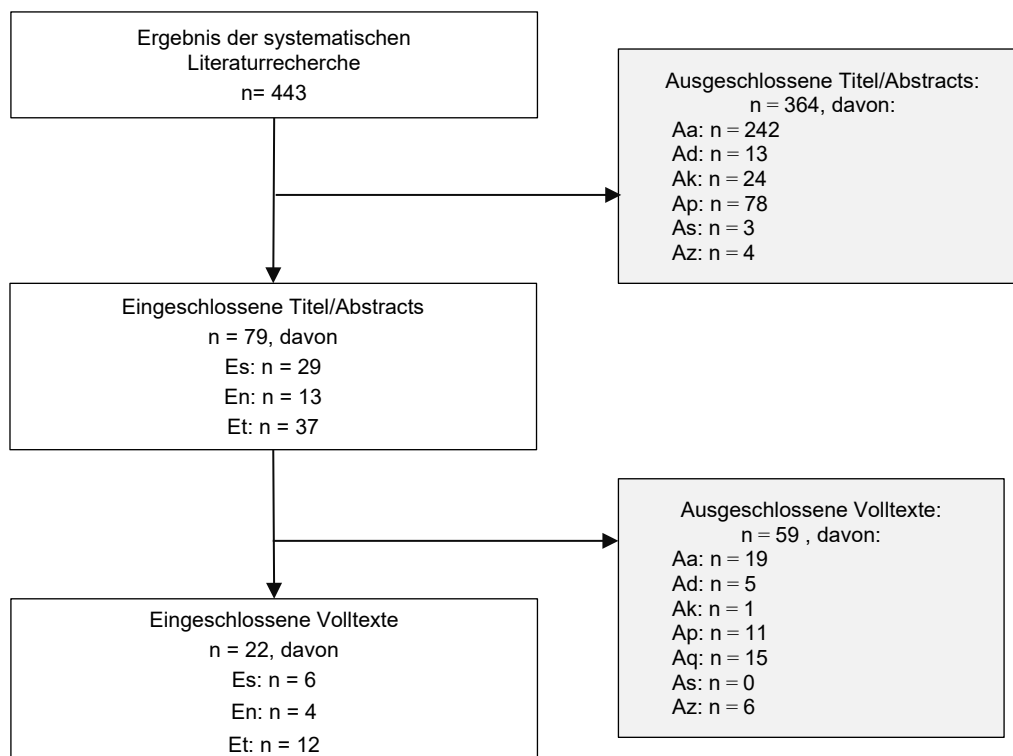 Ergebnis der systematischen
Literaturrecherche
n= 443
Ausgeschlossene Titel/Abstracts:
n = 364, davon:
Aa: n = 242
Ad: n = 13
Ak: n = 24
Ap: n = 78
As: n = 3
Az: n = 4
Eingeschlossene Titel/Abstracts
n = 79, davon
Es: n = 29
En: n = 13
Et: n = 37
Ausgeschlossene Volltexte:
n = 59 , davon:
Aa: n = 19
Ad: n = 5
Ak: n = 1
Ap: n = 11
Aq: n = 15
As: n = 0
Az: n = 6
Eingeschlossene Volltexte
n = 22, davon
Es: n = 6
En: n = 4
Et: n = 12